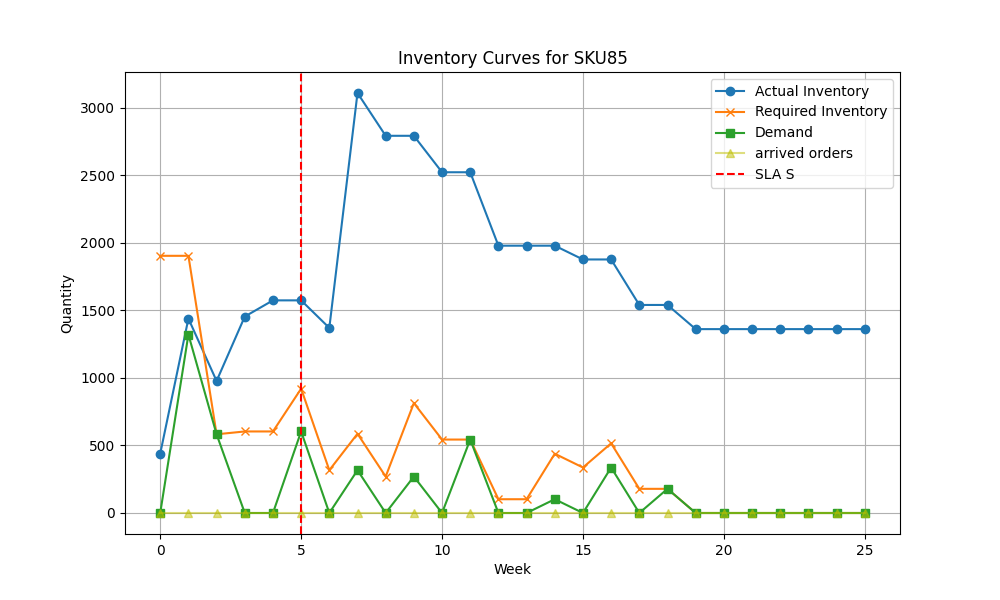 Inventory Curves for SKU85
Actual Inventory
Required Inventory
Demand
arrived orders
SLA S
Quantity
3000
2500
2000
1500
1000
500
0
0 5 10 15 20 25
Week